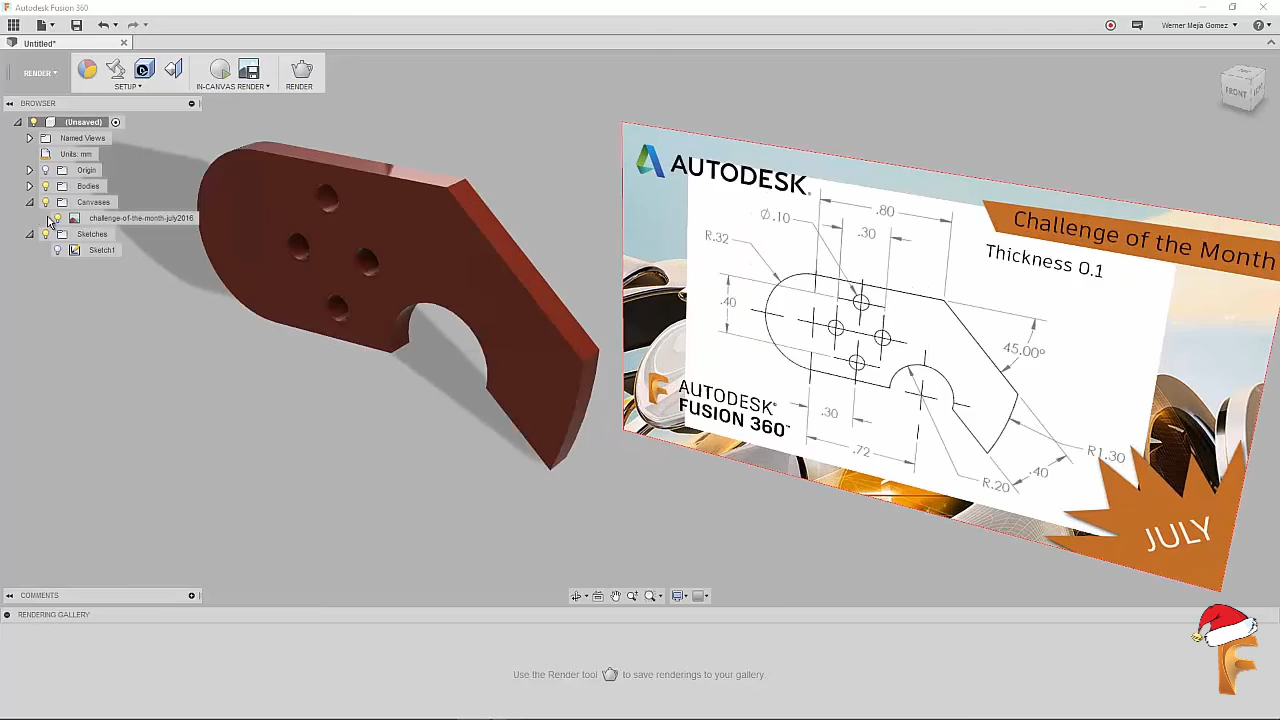 Autodesk Fusion 360
Werner Mejia Gomez
Untitled*
RENDER
SETUP
IN-CANVAS RENDER
RENDER
BROWSER
(Unsaved)
Named Views
Units: mm
Origin
Bodies
Canvases
challenge-of-the-month-july2016
Sketches
Sketch1
FRONT
AUTODESK.
Challenge of the Month
Thickness 0.1
Ø.10
.80
.30
R.32
.40
45.00°
AUTODESK®
FUSION 360™
.30
.72
R.20
.40
R1.30
JULY
COMMENTS
RENDERING GALLERY
Use the Render tool to save renderings to your gallery.